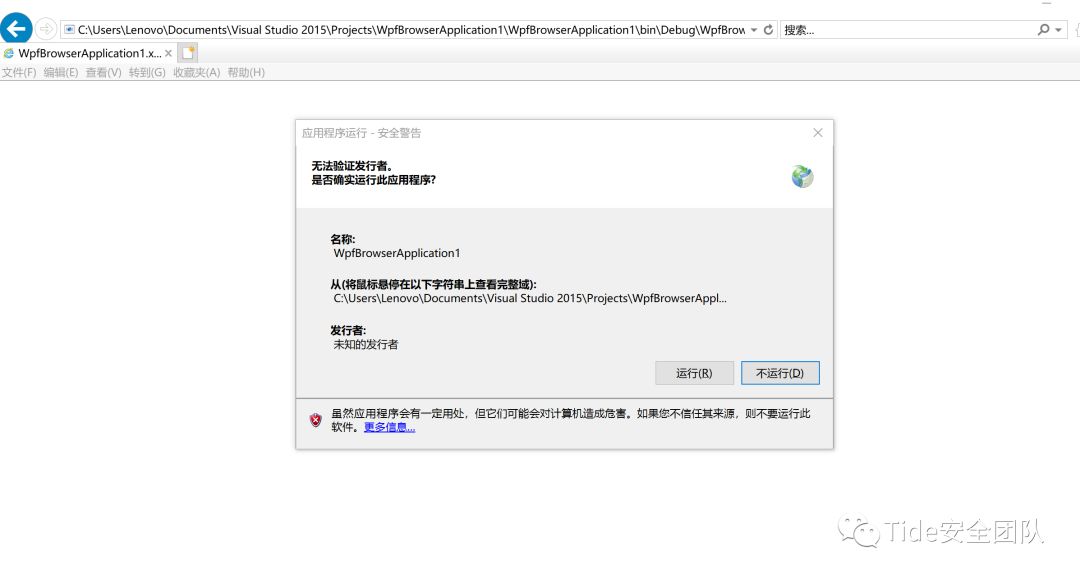 C:\Users\Lenovo\Documents\Visual Studio 2015\Projects\WpfBrowserApplication1\WpfBrowserApplication1\bin\Debug\WpfBrow
搜索...
WpfBrowserApplication1.x...
文件(F) 编辑(E) 查看(V) 转到(G) 收藏夹(A) 帮助(H)
应用程序运行 - 安全警告
无法验证发行者。
是否确实运行此应用程序?
名称:
WpfBrowserApplication1
从(将鼠标悬停在以下字符串上查看完整域):
C:\Users\Lenovo\Documents\Visual Studio 2015\Projects\WpfBrowserAppl...
发行者:
未知的发行者
运行(R) 不运行(D)
虽然应用程序会有一定用处，但它们可能会对计算机造成危害。如果您不信任其来源，则不要运行此
软件。更多信息...
Tide安全团队